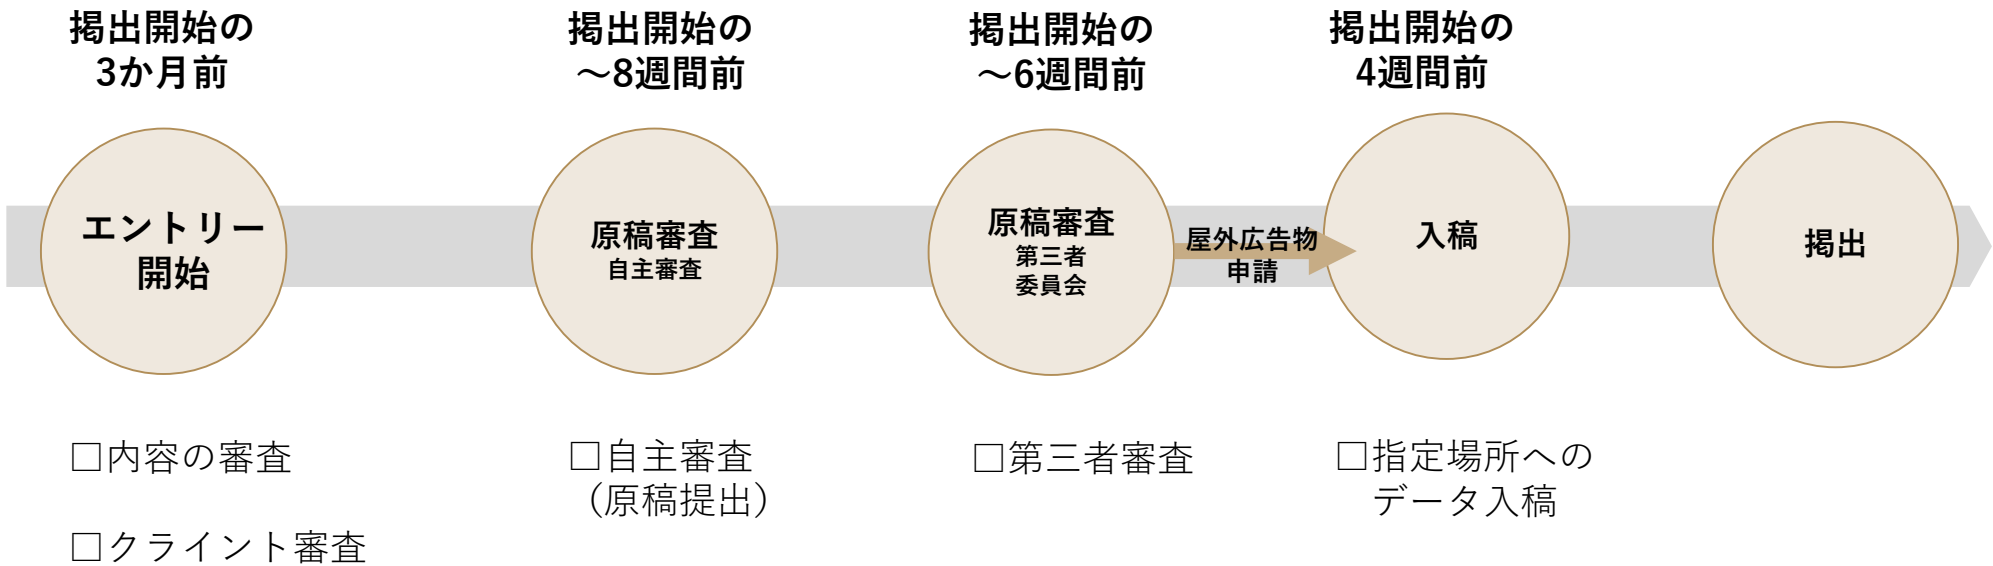 掲出開始の
3か月前
掲出開始の
～8週間前
掲出開始の
～6週間前
掲出開始の
4週間前
エントリー
開始
原稿審査
自主審査
原稿審査
第三者
委員会
屋外広告物
申請
入稿
掲出
□内容の審査
□クライント審査
□自主審査
（原稿提出）
□第三者審査
□指定場所への
データ入稿